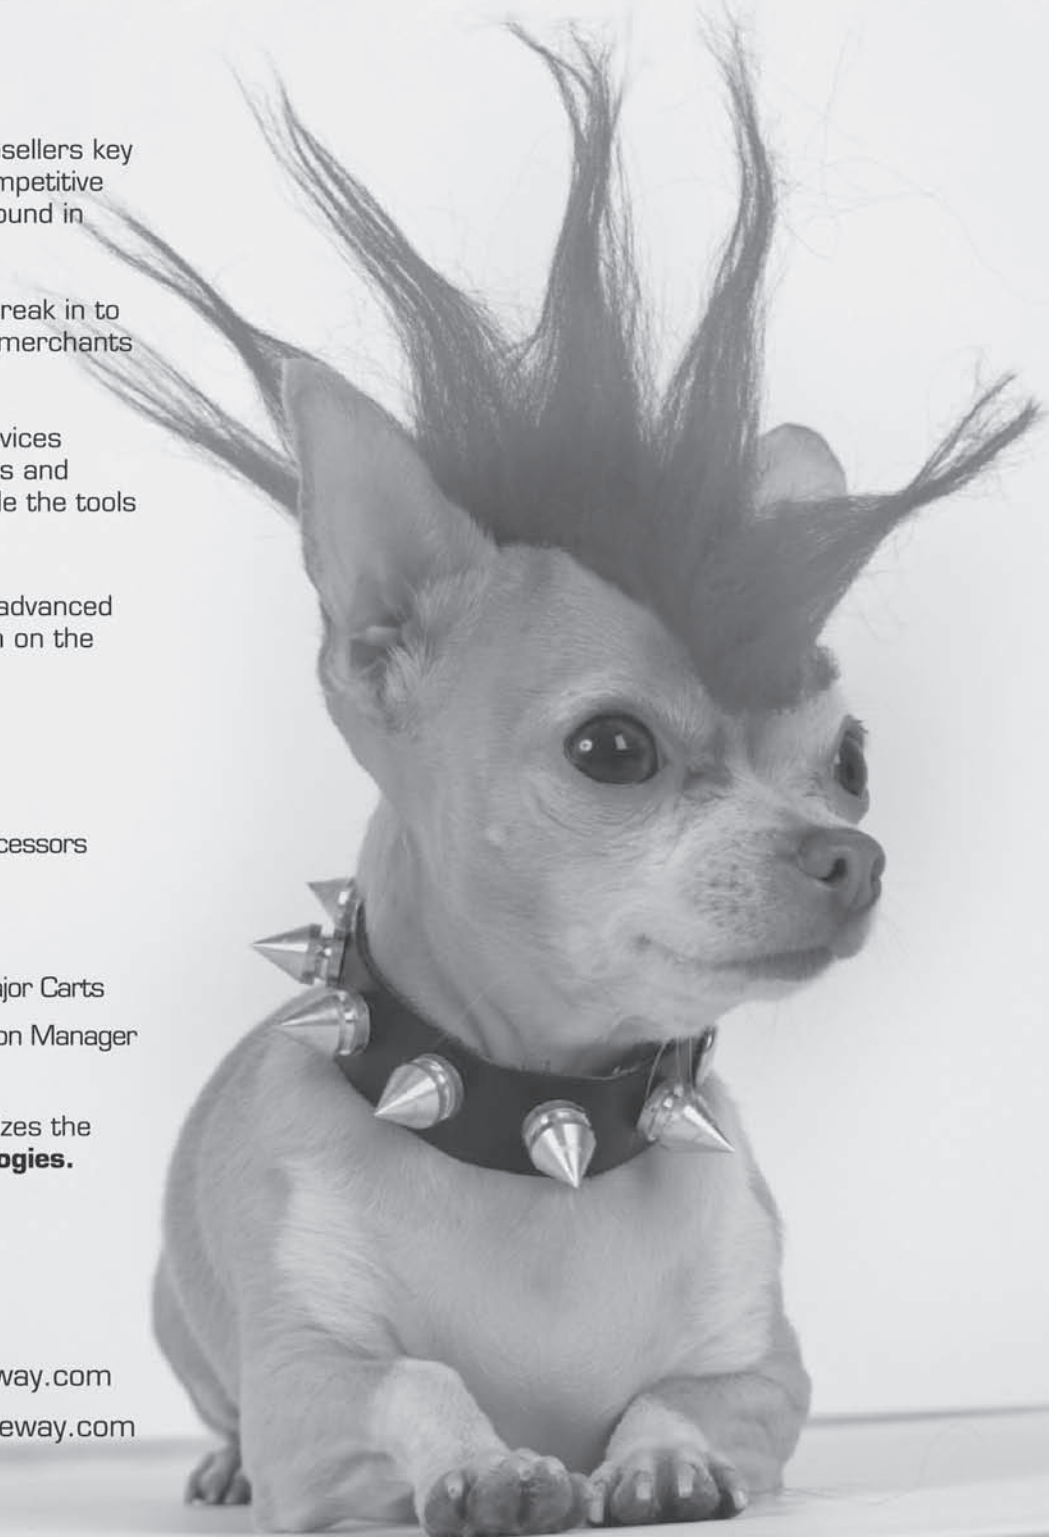 sellers key
mpetitive
ound in
reak in to
merchants
vices
s and
le the tools
advanced
n on the
cessors
ajor Carts
on Manager
zes the
ogies.
way.com
eway.com